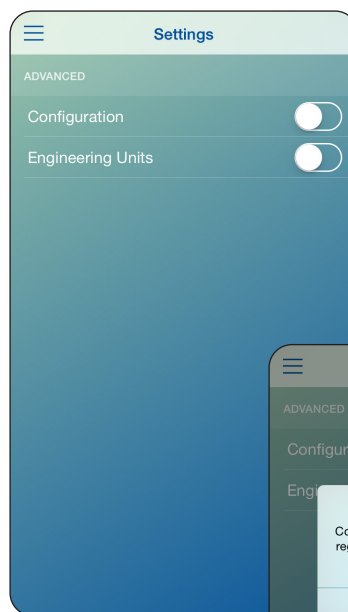 Settings
ADVANCED
Configuration
Engineering Units
ADVANCED